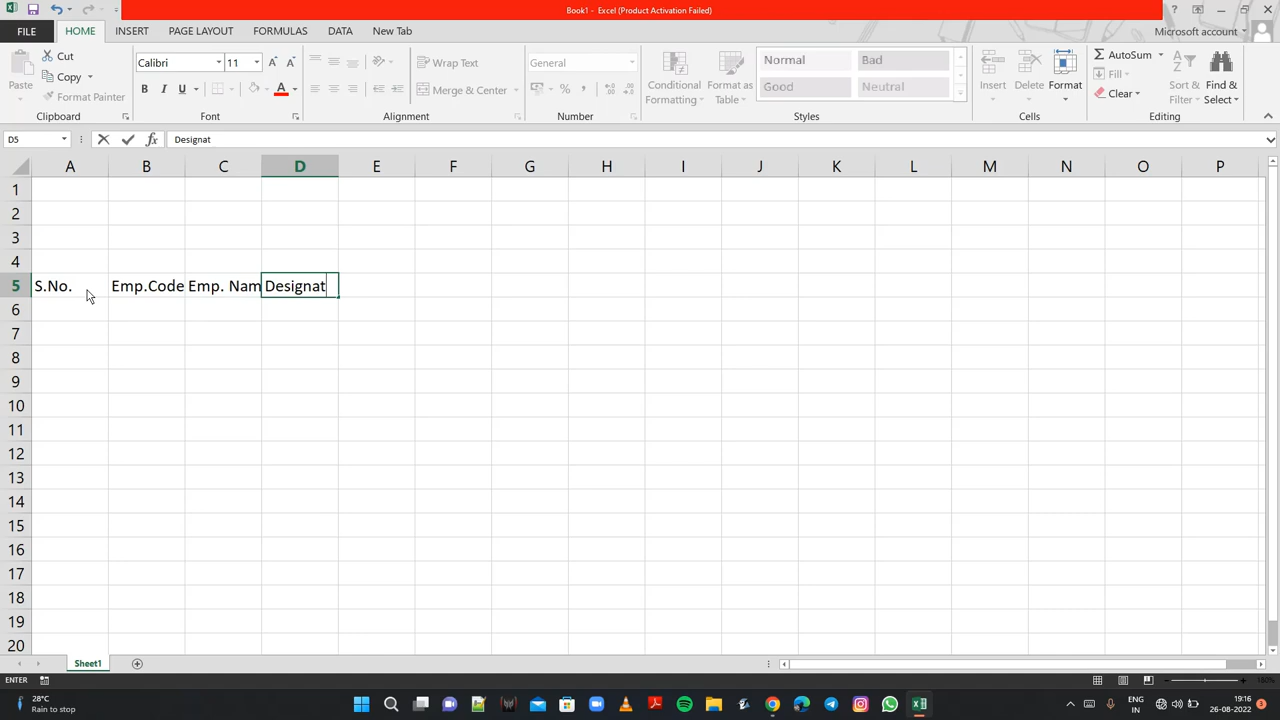 Book1 - Excel (Product Activation Failed)
FILE HOME INSERT PAGE LAYOUT FORMULAS DATA New Tab Microsoft account
Cut
Copy
Format Painter
Paste
Clipboard
Calibri 11
B I U
Font
Wrap Text
Merge & Center
Alignment
General
% ,
Number
Conditional Formatting
Format as Table
Normal Bad
Good Neutral
Styles
Insert Delete Format
Cells
AutoSum
Fill
Clear
Sort & Filter
Find & Select
Editing
D5 fx Designat
A B C D E F G H I J K L M N O P
1
2
3
4
5 S.No. Emp.Code Emp. Nam Designat
6
7
8
9
10
11
12
13
14
15
16
17
18
19
20
Sheet1
ENTER 180%
28°C
Rain to stop
ENG
IN
19:16
26-08-2022
3